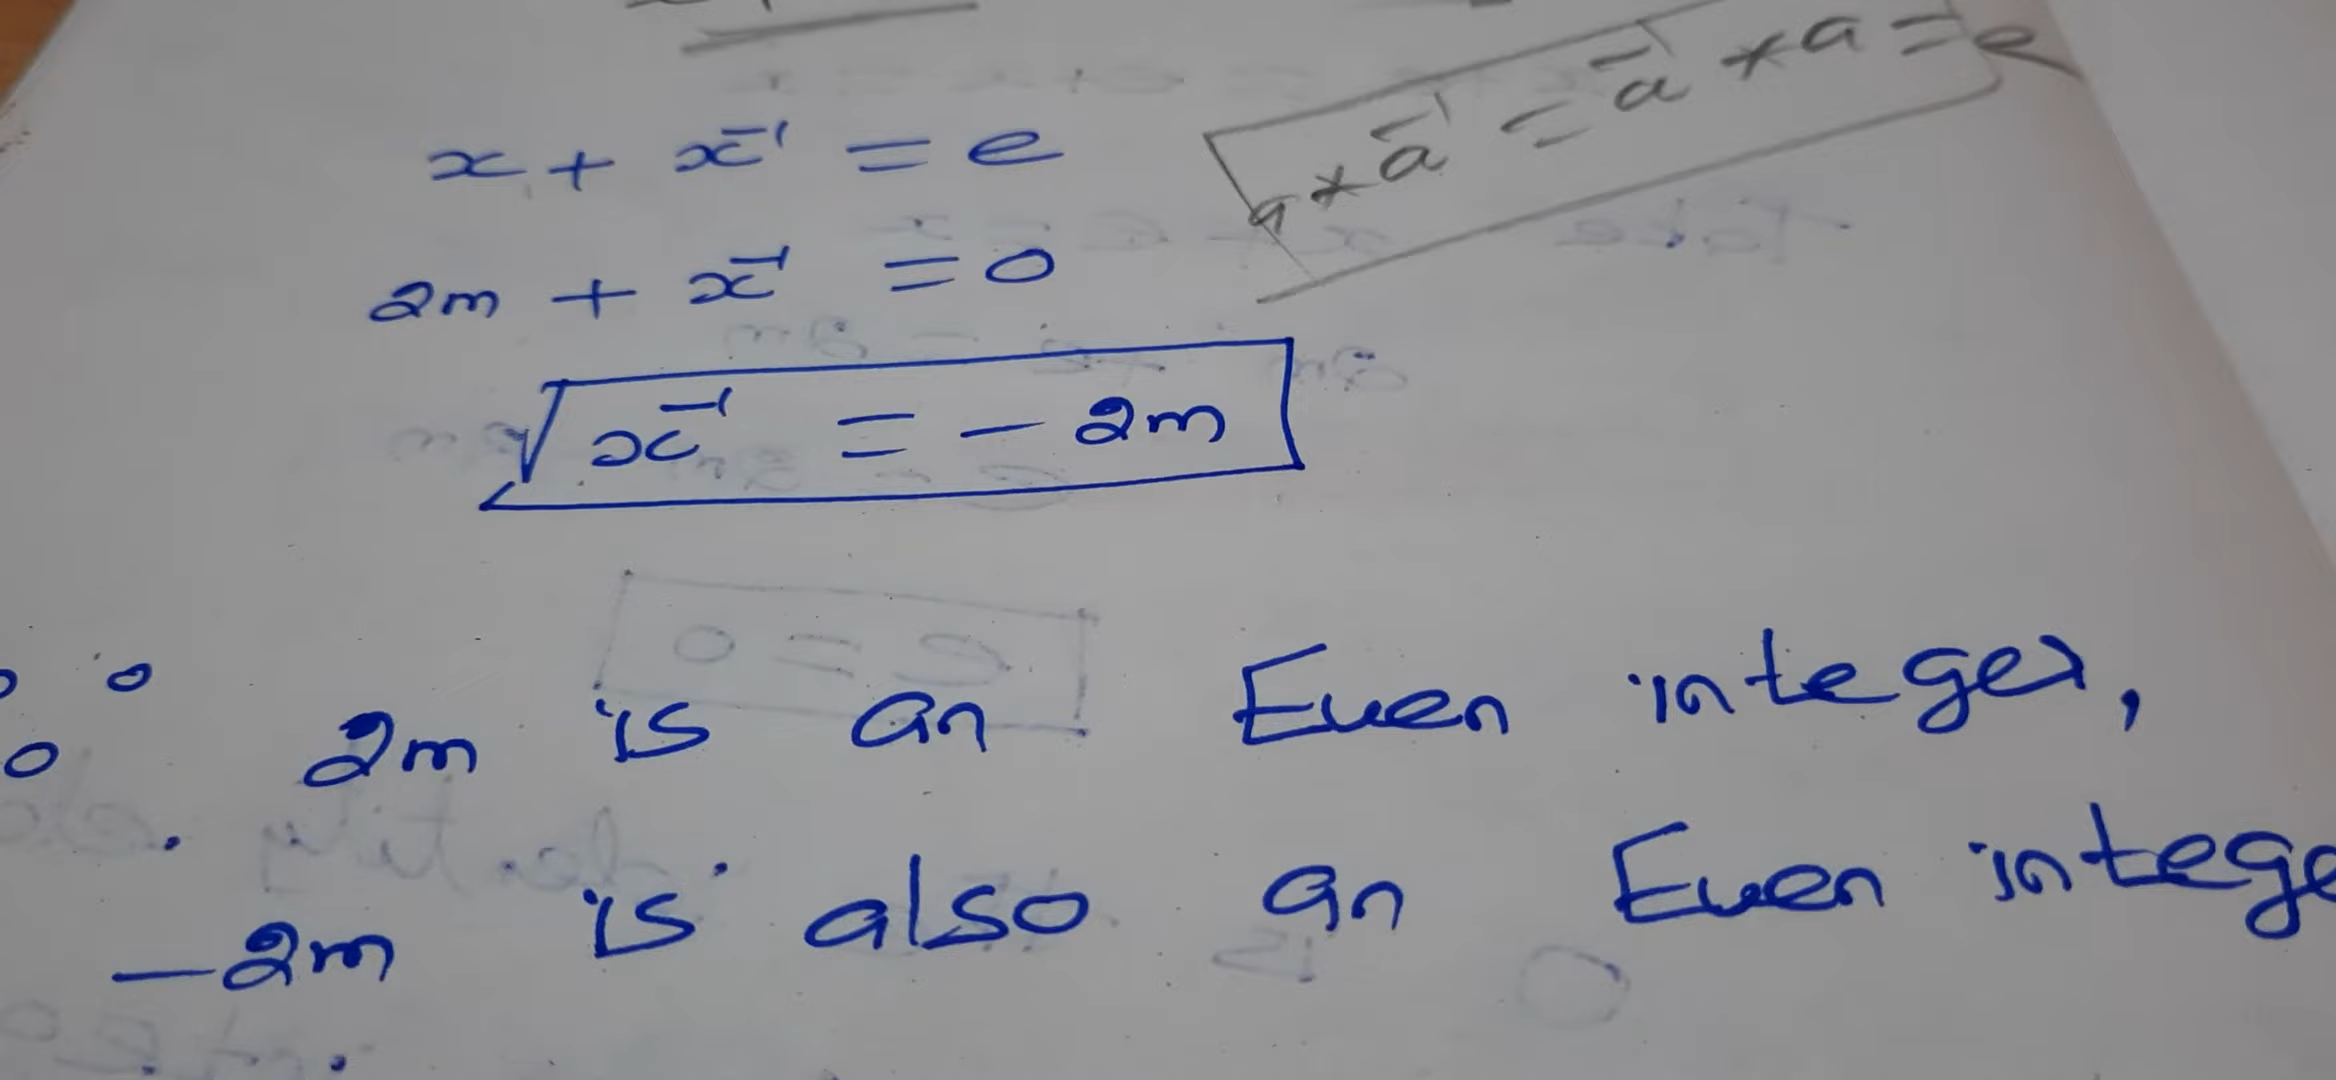 a * a⁻¹ = a⁻¹ * a = e
x + x⁻¹ = e
2m + x⁻¹ = 0
x⁻¹ = - 2m
2m is an Even integer,
-2m is also an Even intege